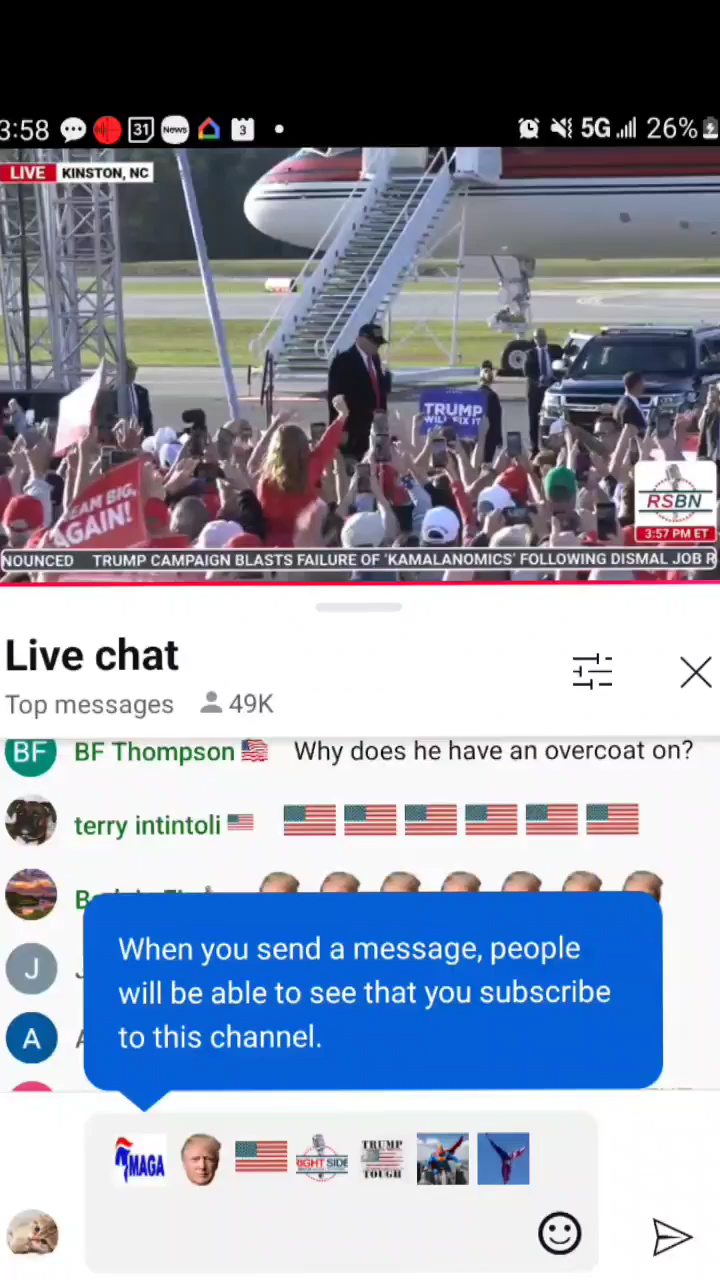 3:58
31
News
3
5G
26%
LIVE KINSTON, NC
TRUMP
WILL FIX IT
AGAIN!
RSBN
3:57 PM ET
NOUNCED TRUMP CAMPAIGN BLASTS FAILURE OF 'KAMALANOMICS' FOLLOWING DISMAL JOB R
Live chat
Top messages 49K
BF BF Thompson Why does he have an overcoat on?
terry intintoli
J
A
When you send a message, people
will be able to see that you subscribe
to this channel.
MAGA
RIGHT SIDE
TRUMP
TOUGH